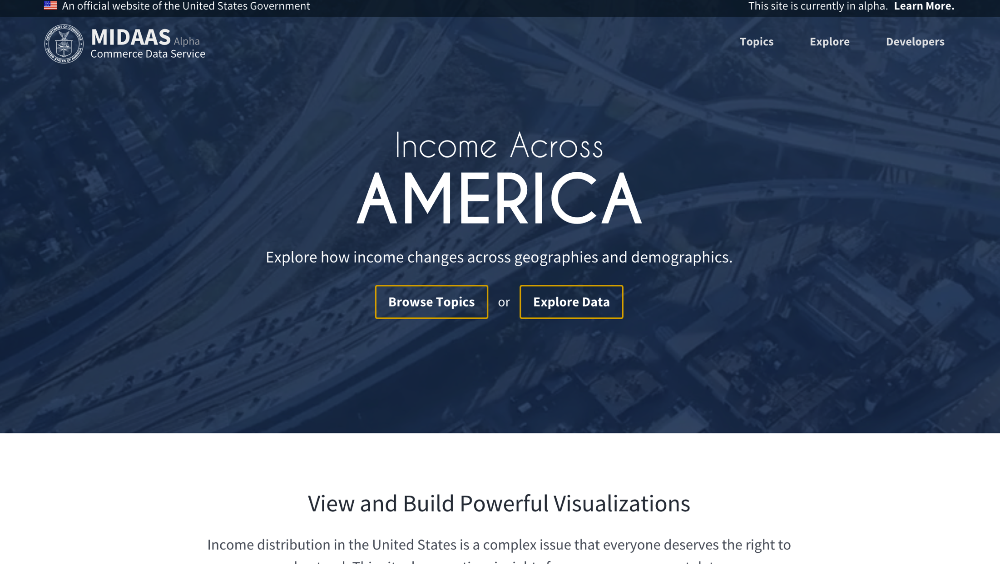 An official website of the United States Government
This site is currently in alpha. Learn More.
DEPARTMENT OF COMMERCE
UNITED STATES OF AMERICA
MIDAAS Alpha
Commerce Data Service
Topics
Explore
Developers
Income Across
AMERICA
Explore how income changes across geographies and demographics.
Browse Topics
or
Explore Data
View and Build Powerful Visualizations
Income distribution in the United States is a complex issue that everyone deserves the right to